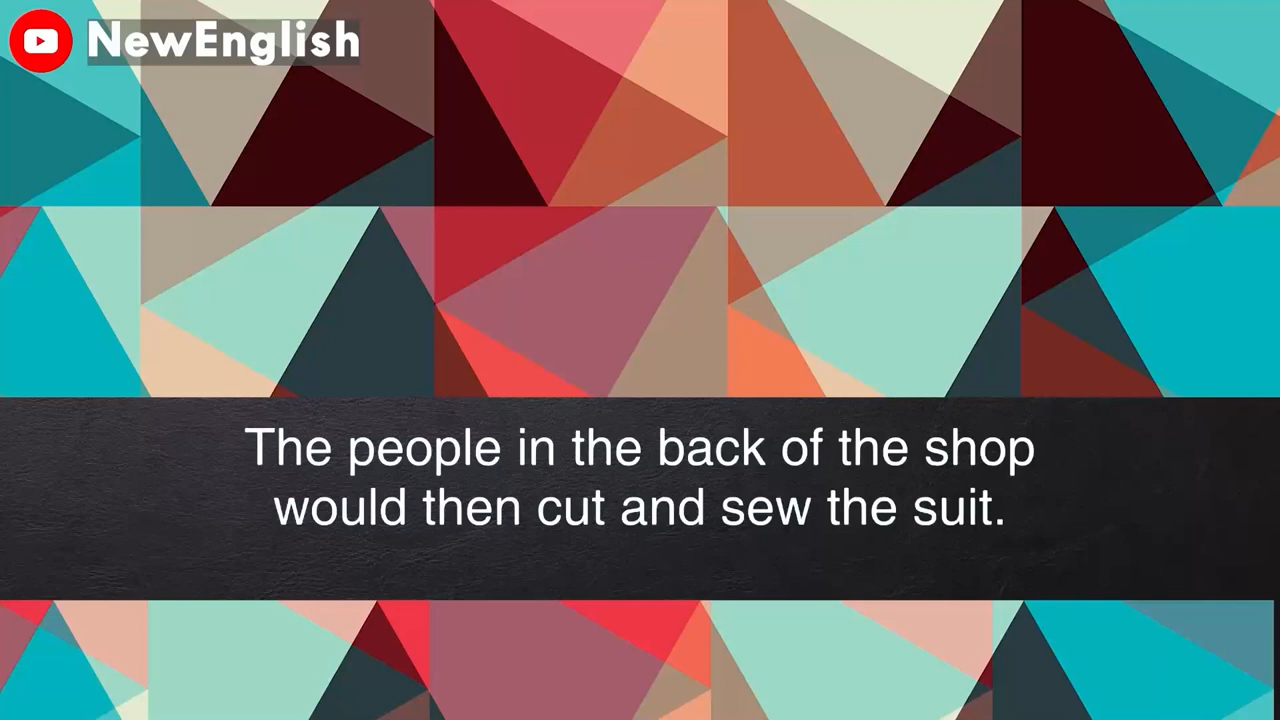 NewEnglish
The people in the back of the shop
would then cut and sew the suit.